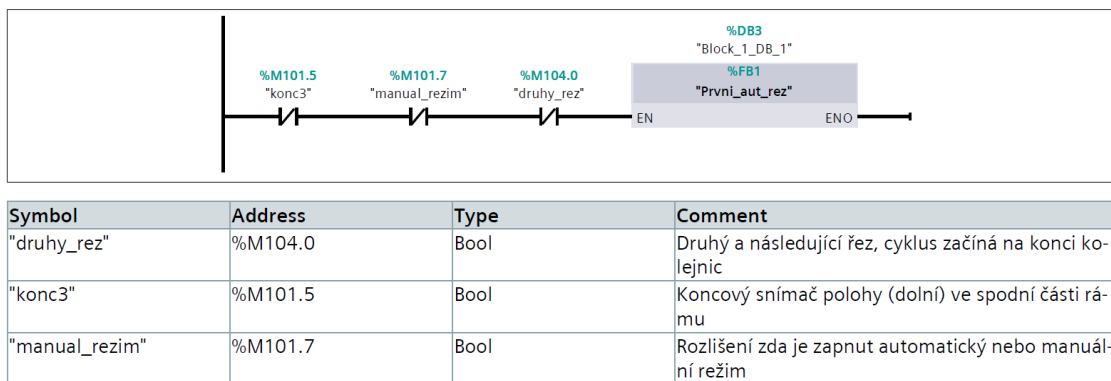 %DB3
"Block_1_DB_1"
%M101.5 %M101.7 %M104.0 %FB1
"konc3" "manual_rezim" "druhy_rez" "Prvni_aut_rez"
EN ENO
Symbol Address Type Comment
"druhy_rez" %M104.0 Bool Druhý a následující řez, cyklus začíná na konci ko-
lejnic
"konc3" %M101.5 Bool Koncový snímač polohy (dolní) ve spodní části rá-
mu
"manual_rezim" %M101.7 Bool Rozlišení zda je zapnut automatický nebo manuál-
ní režim